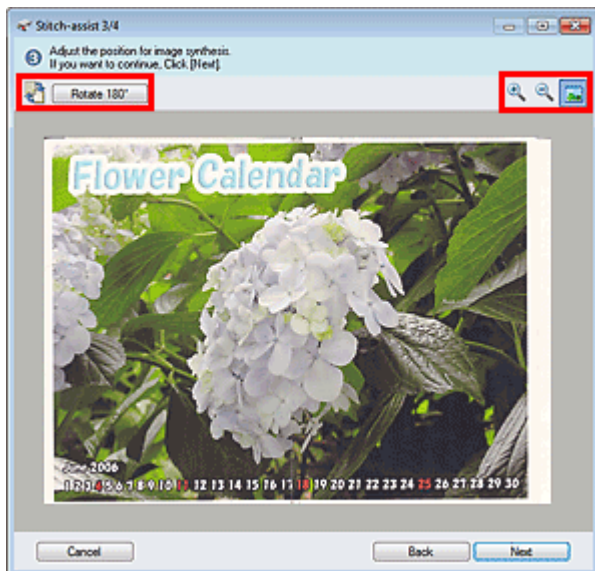 Stitch-assist 3/4
3 Adjust the position for image synthesis.
If you want to continue, Click [Next].
Rotate 180°
Flower Calendar
June,2006
1 2 3 4 5 6 7 8 9 10 11 12 13 14 15 16 17 18 19 20 21 22 23 24 25 26 27 28 29 30
Cancel Back Next